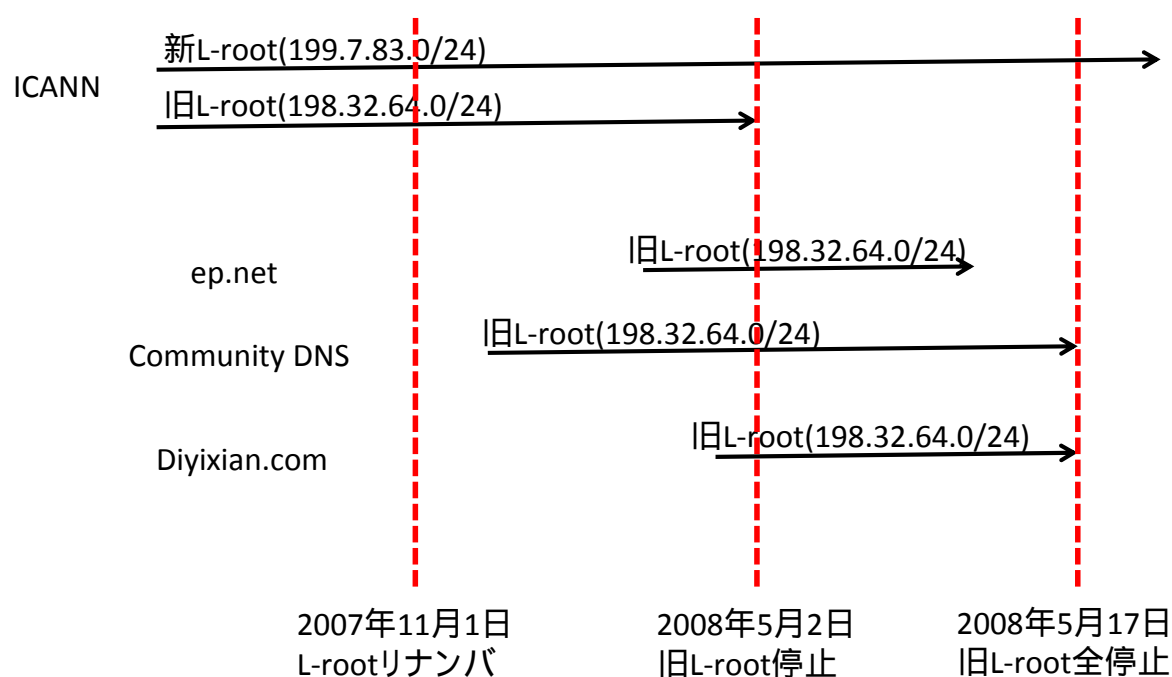 新L-root(199.7.83.0/24)
ICANN
旧L-root(198.32.64.0/24)
旧L-root(198.32.64.0/24)
ep.net
旧L-root(198.32.64.0/24)
Community DNS
旧L-root(198.32.64.0/24)
Diyixian.com
2007年11月1日
L-rootリナンバ
2008年5月2日
旧L-root停止
2008年5月17日
旧L-root全停止